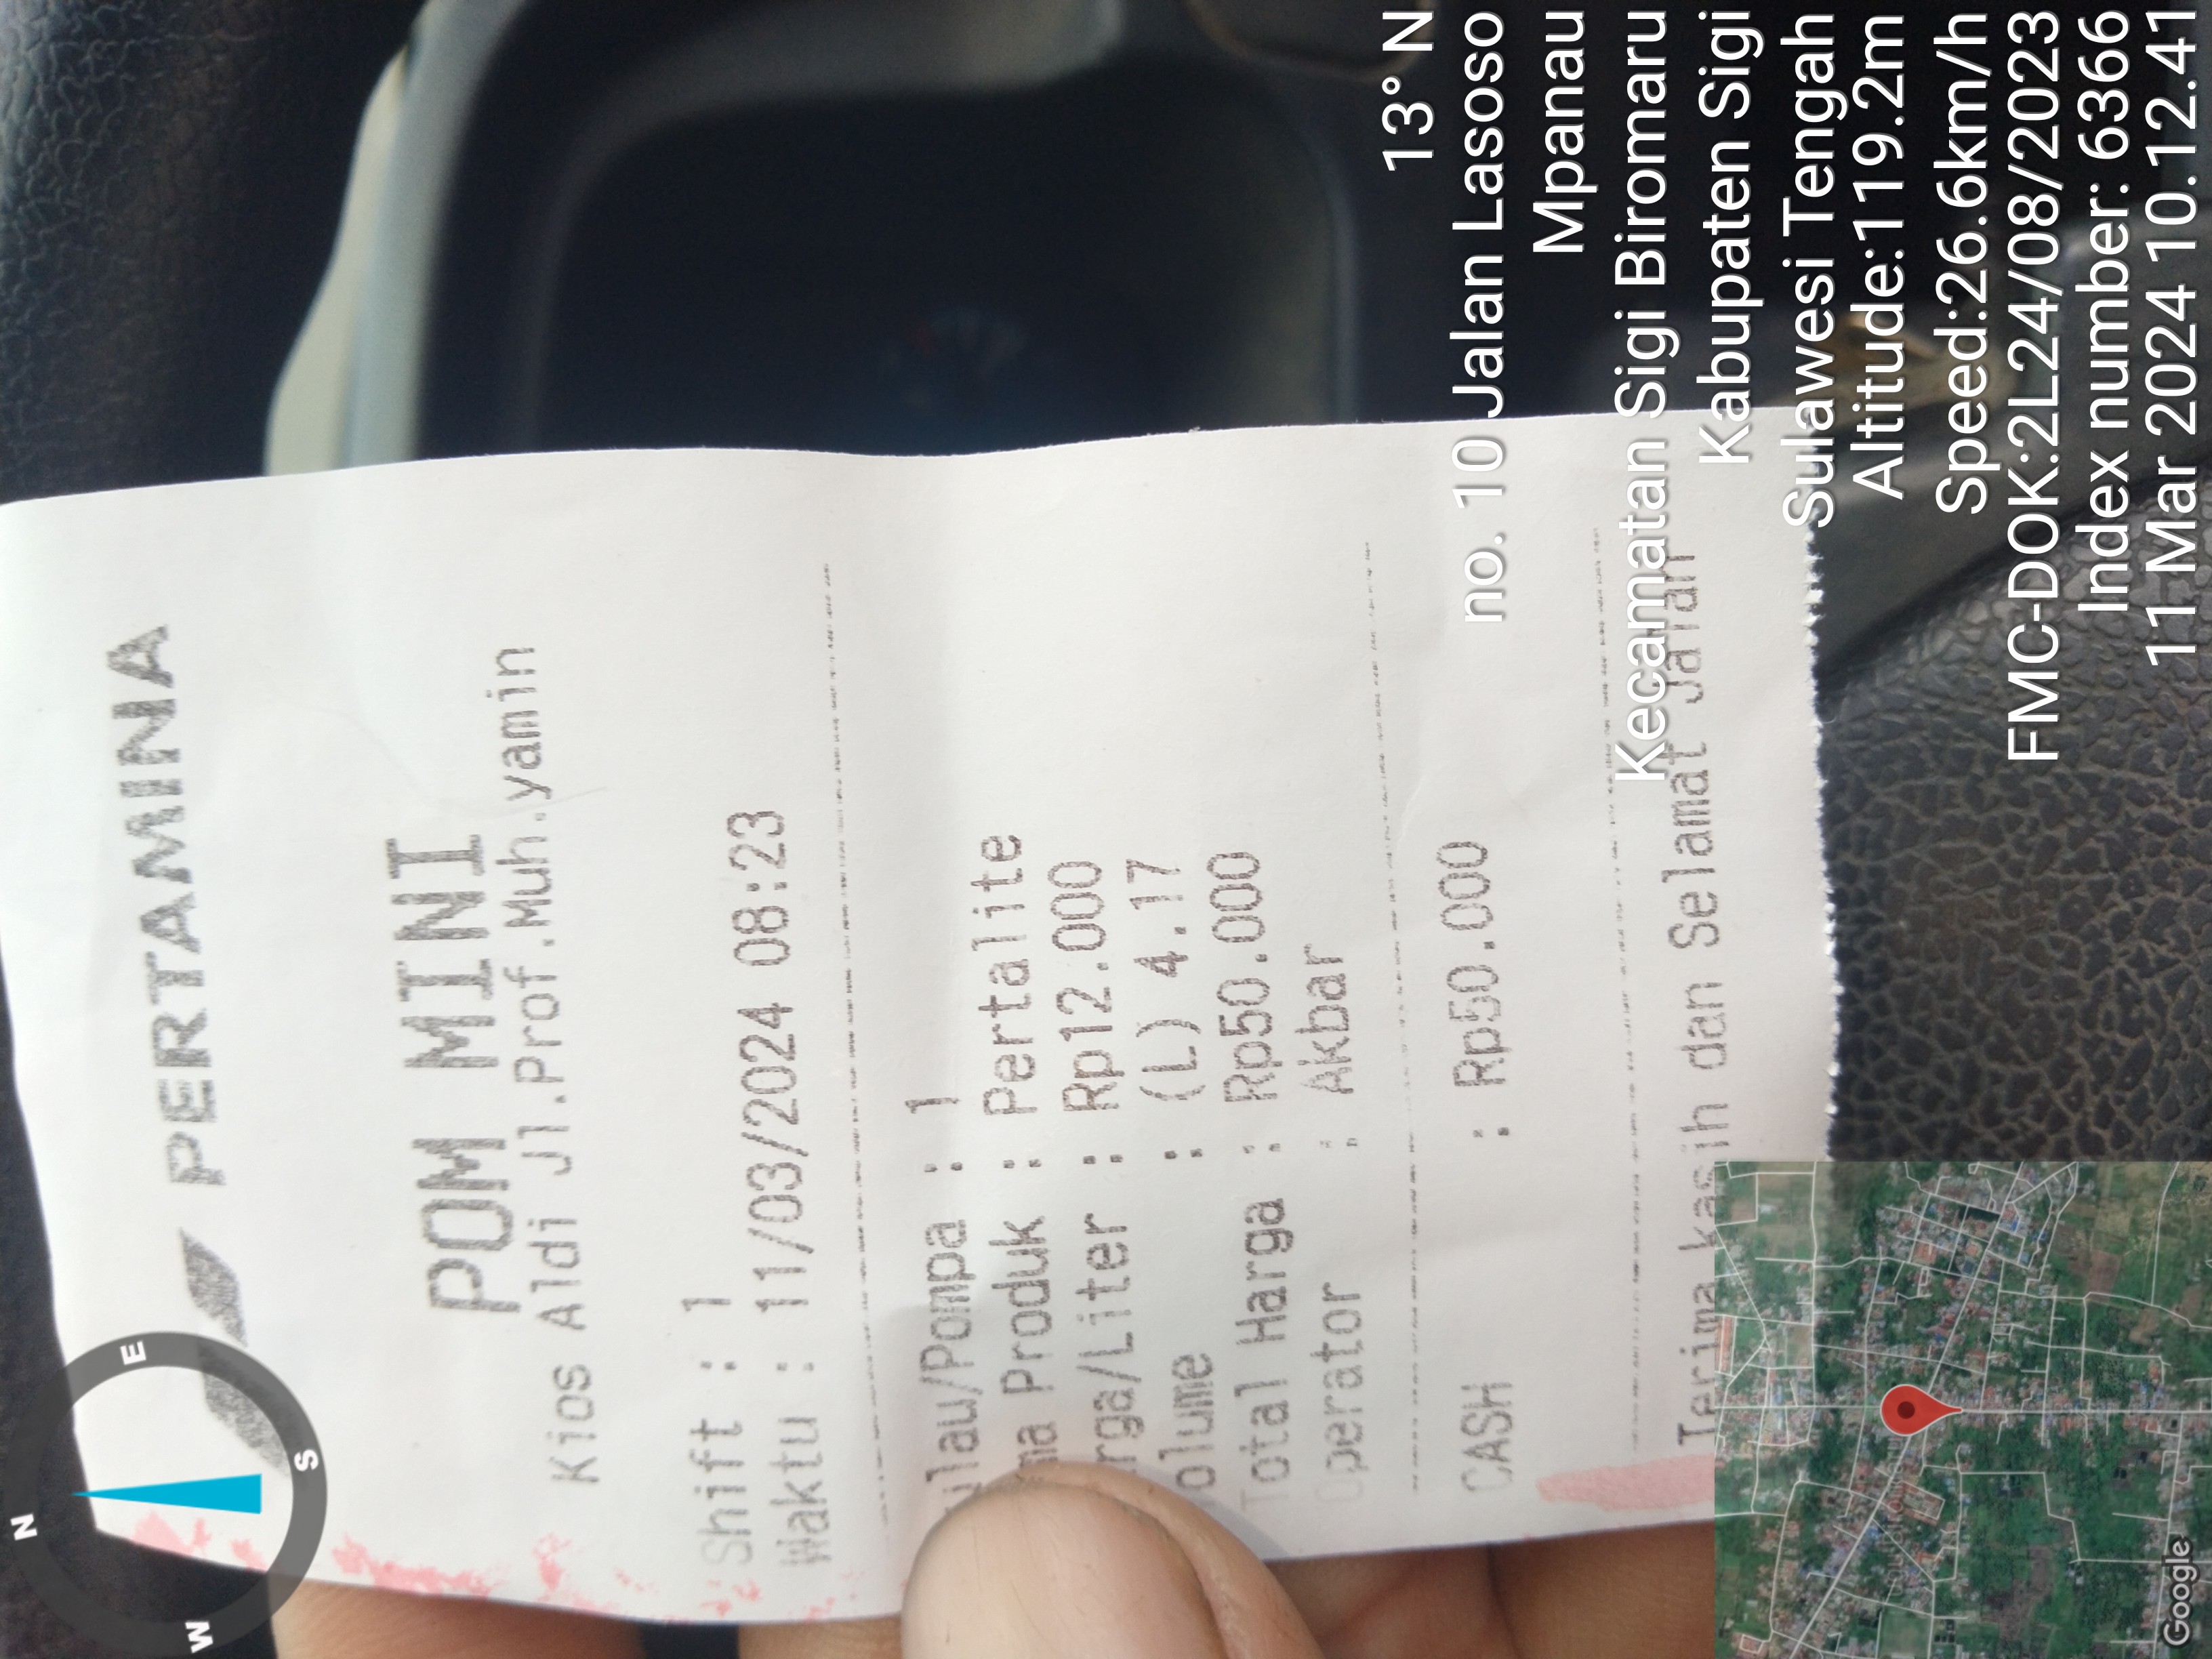 PERTAMINA
POM MINI
Kios Aldi Jl.Prof.Muh.yamin
Shift : 1
Waktu : 11/03/2024 08:23
ulau/Pompa : 1
ma Produk : Pertalite
rga/Liter : Rp12.000
olume : (L) 4.17
Total Harga : Rp50.000
Operator : Akbar
CASH : Rp50.000
Terima kasih dan Selamat Jalan
13° N
no. 10 Jalan Lasoso
Mpanau
Kecamatan Sigi Biromaru
Kabupaten Sigi
Sulawesi Tengah
Altitude:119.2m
Speed:26.6km/h
FMC-DOK:2L24/08/2023
Index number: 6366
11 Mar 2024 10.12.41
N
E
S
W
Google